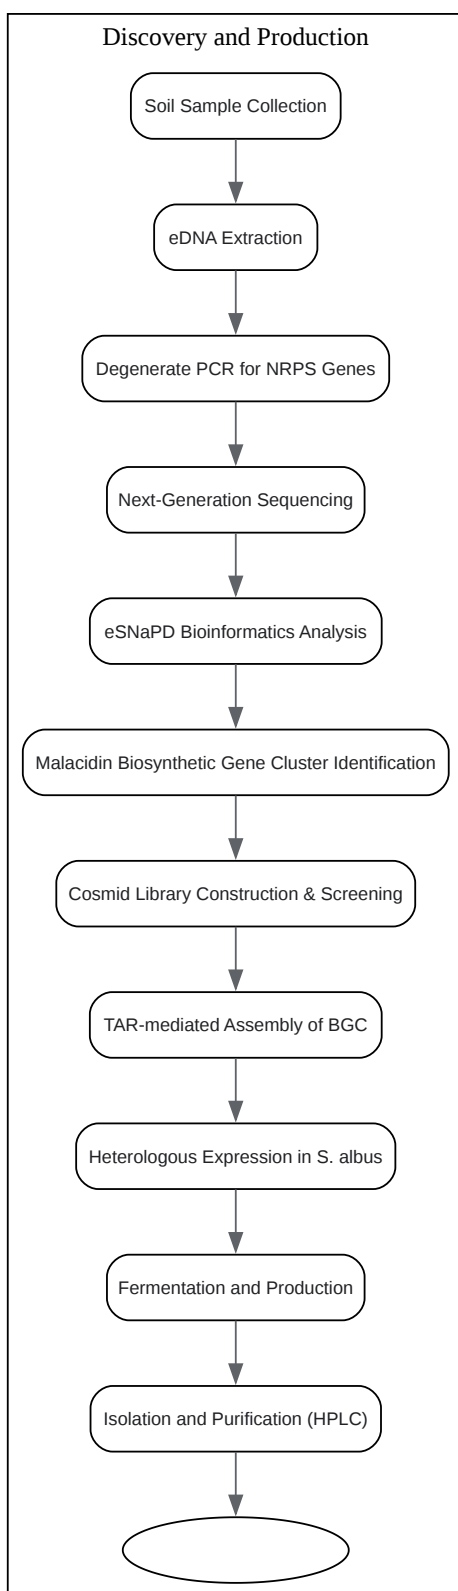 Discovery and Production
Soil Sample Collection
eDNA Extraction
Degenerate PCR for NRPS Genes
Next-Generation Sequencing
eSNaPD Bioinformatics Analysis
Malacidin Biosynthetic Gene Cluster Identification
Cosmid Library Construction & Screening
TAR-mediated Assembly of BGC
Heterologous Expression in S. albus
Fermentation and Production
Isolation and Purification (HPLC)